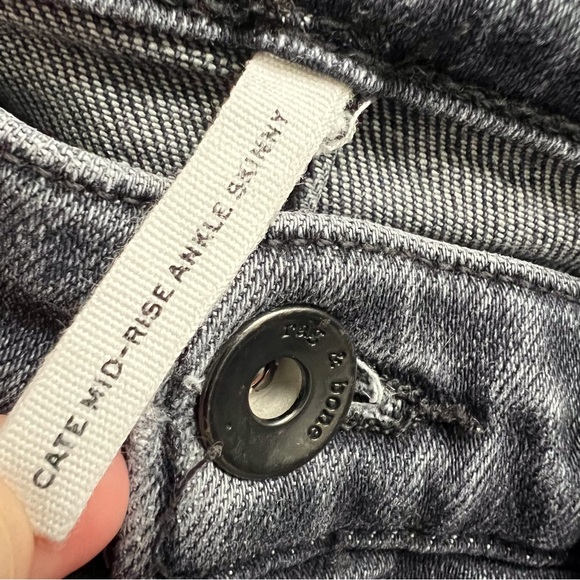 CATE MID-RISE ANKLE SKINNY
rag & bone